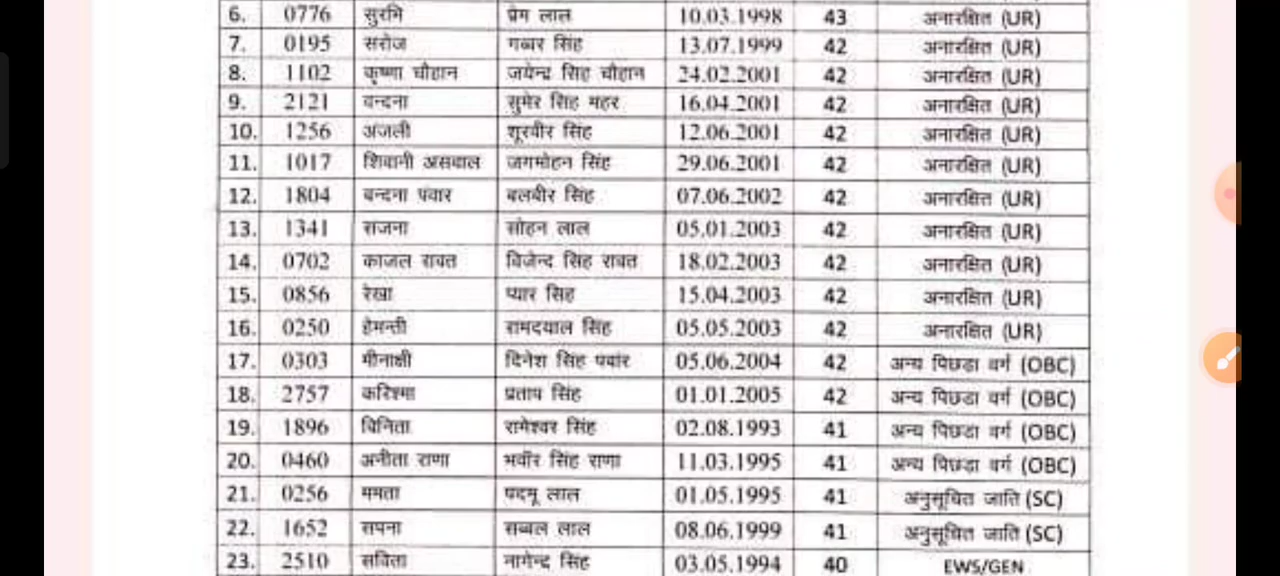 6. 0776 सुरभि प्रेम लाल 10.03.1998 43 अनारक्षित (UR)
7. 0195 सरोज गब्बर सिंह 13.07.1999 42 अनारक्षित (UR)
8. 1102 कृष्णा चौहान जयेन्द्र सिंह चौहान 24.02.2001 42 अनारक्षित (UR)
9. 2121 वन्दना सुमेर सिंह महर 16.04.2001 42 अनारक्षित (UR)
10. 1256 अंजली शूरवीर सिंह 12.06.2001 42 अनारक्षित (UR)
11. 1017 शिवानी असवाल जगमोहन सिंह 29.06.2001 42 अनारक्षित (UR)
12. 1804 वन्दना पंवार बलबीर सिंह 07.06.2002 42 अनारक्षित (UR)
13. 1341 सोहन लाल 05.01.2003 42 अनारक्षित (UR)
14. 0702 काजल रावत विजेन्द्र सिंह रावत 18.02.2003 42 अनारक्षित (UR)
15. 0856 रेखा प्यार सिंह 15.04.2003 42 अनारक्षित (UR)
16. 0250 हेमन्ती रामदयाल सिंह 05.05.2003 42 अनारक्षित (UR)
17. 0303 मीनाक्षी दिनेश सिंह पंवार 05.06.2004 42 अन्य पिछडा वर्ग (OBC)
18. 2757 करिश्मा प्रताप सिंह 01.01.2005 42 अन्य पिछडा वर्ग (OBC)
19. 1896 विनिता रामेश्वर सिंह 02.08.1993 41 अन्य पिछडा वर्ग (OBC)
20. 0460 अनीता राणा सिंह राणा 11.03.1995 41 अन्य पिछडा वर्ग (OBC)
21. 0256 ममता पदमू लाल 01.05.1995 41 अनुसूचित जाति (SC)
22. 1652 सपना सब्बल लाल 08.06.1999 41 अनुसूचित जाति (SC)
23. 2510 सविता नागेन्द्र सिंह 03.05.1994 40 EWS/GEN